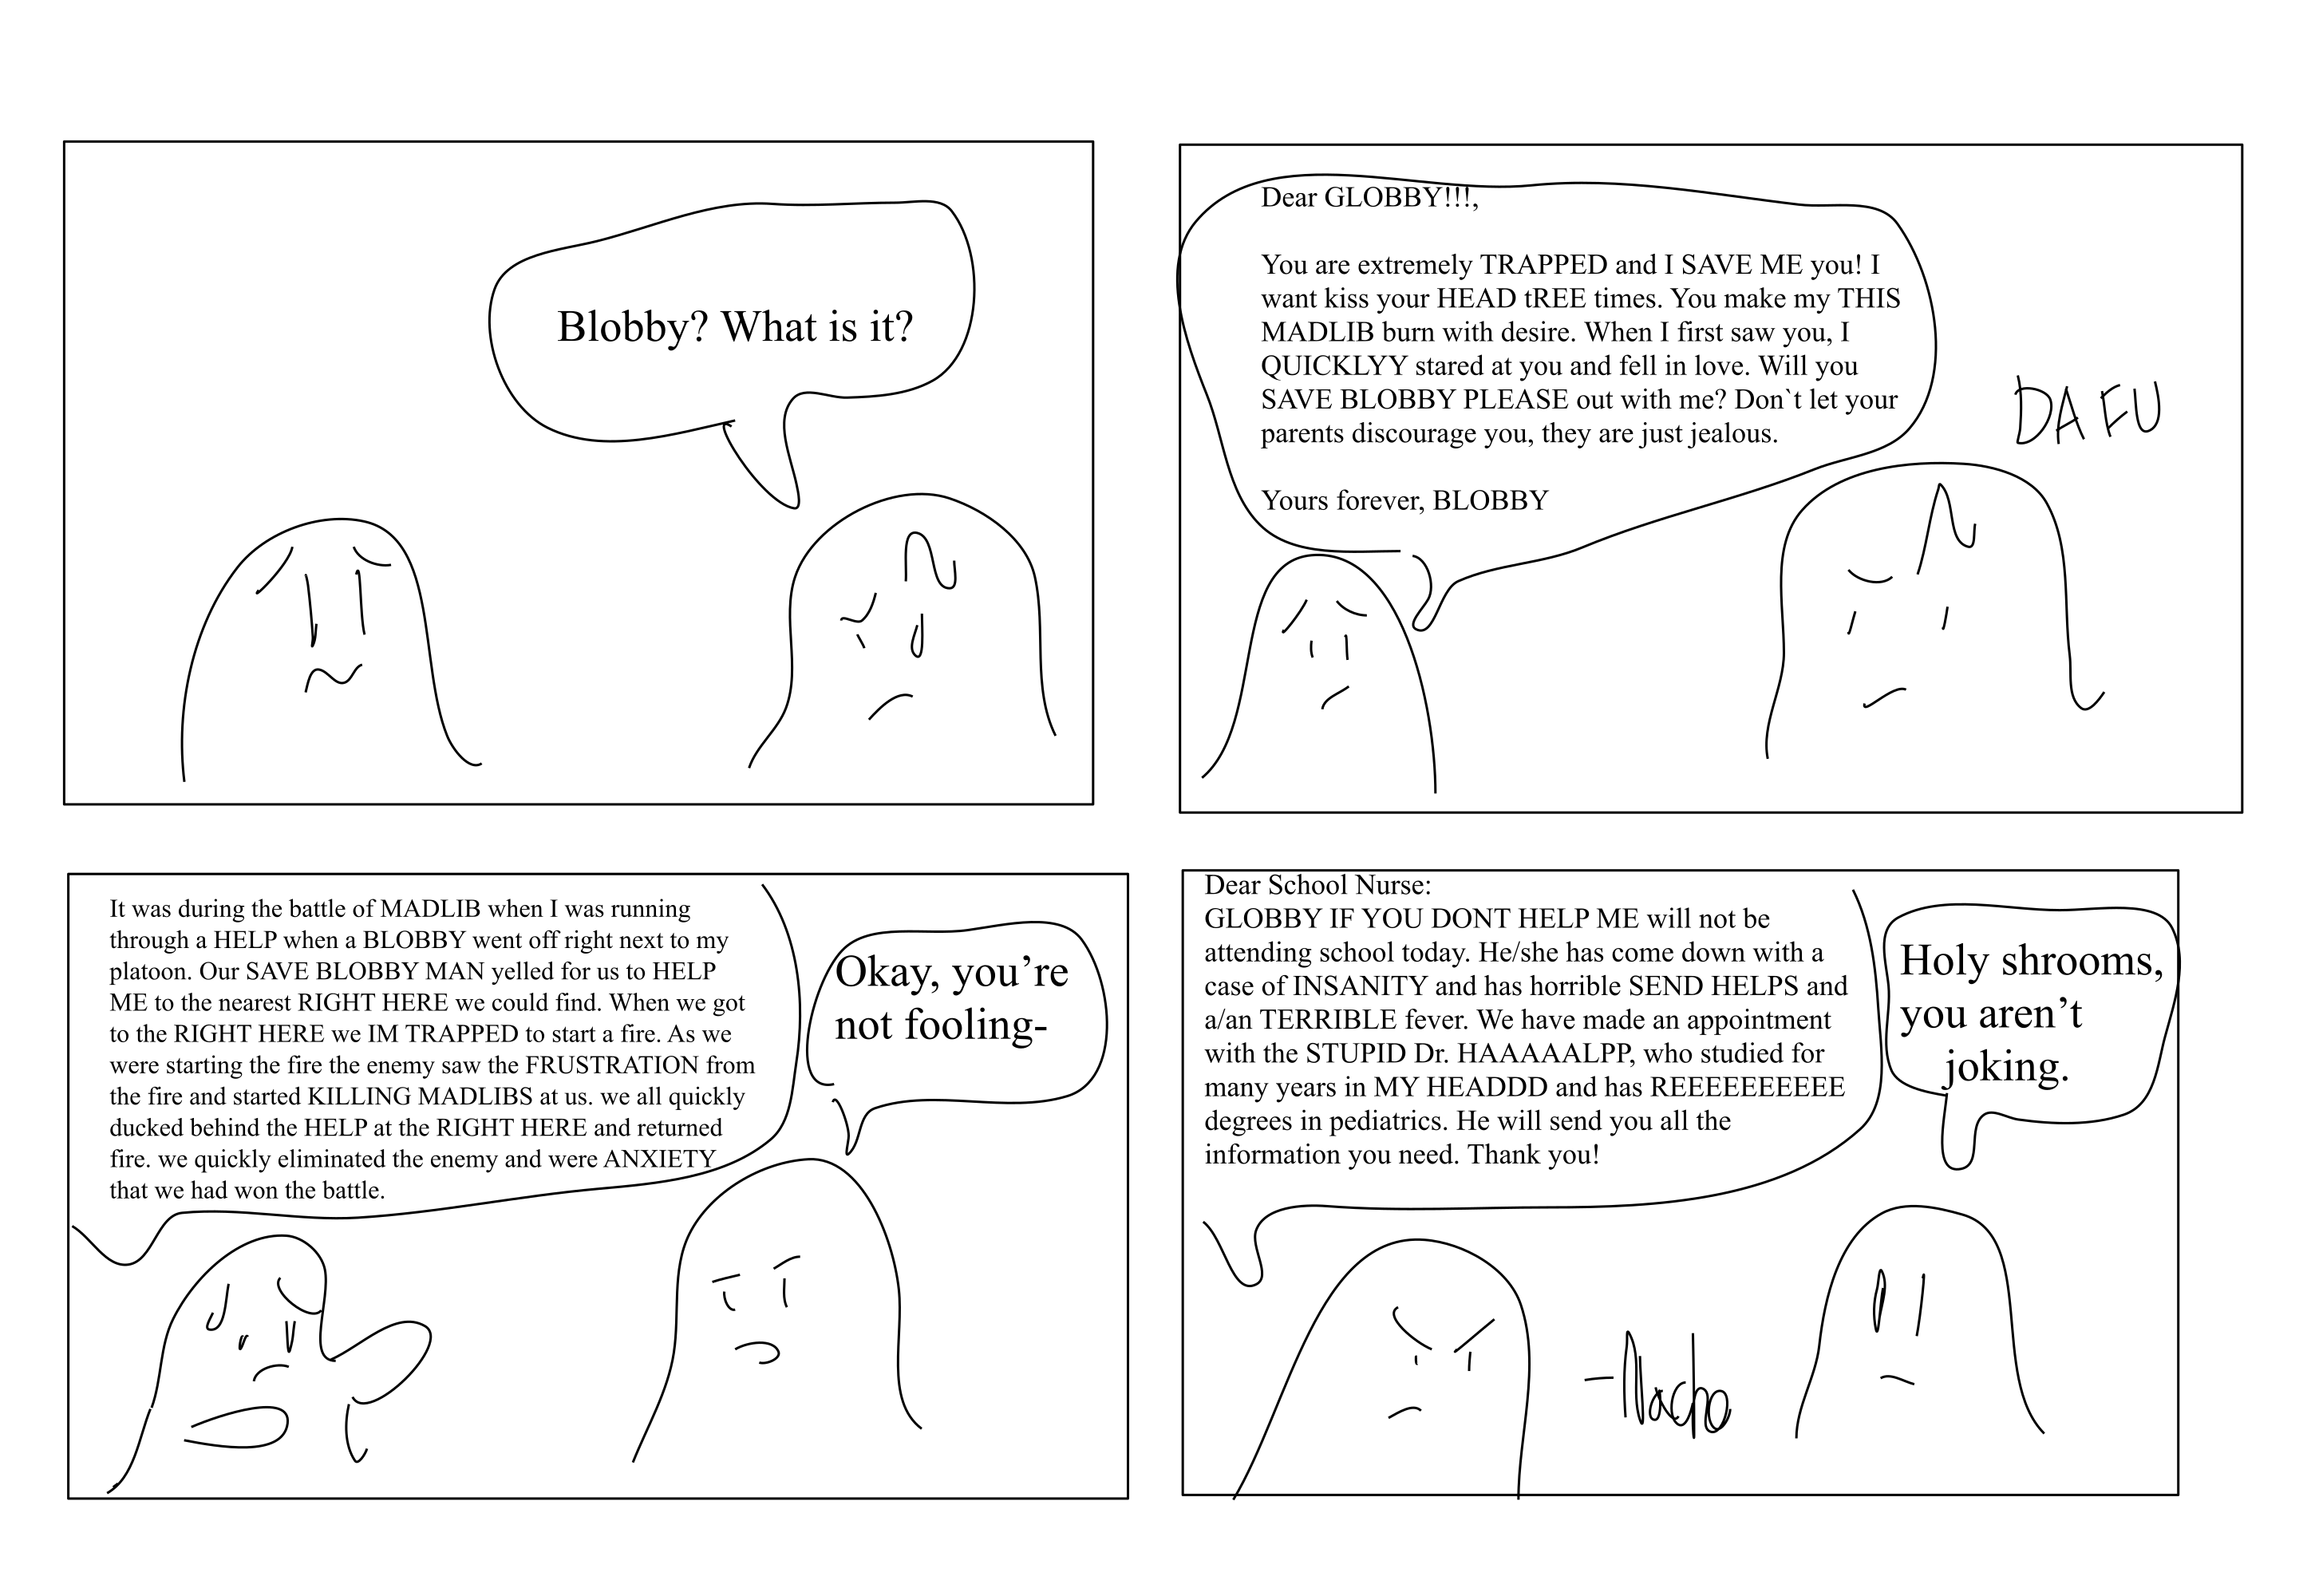 Blobby? What is it?
Dear GLOBBY!!!,
You are extremely TRAPPED and I SAVE ME you! I
want kiss your HEAD tREE times. You make my THIS
MADLIB burn with desire. When I first saw you, I
QUICKLYY stared at you and fell in love. Will you
SAVE BLOBBY PLEASE out with me? Don`t let your
parents discourage you, they are just jealous.
Yours forever, BLOBBY
DAFU
It was during the battle of MADLIB when I was running
through a HELP when a BLOBBY went off right next to my
platoon. Our SAVE BLOBBY MAN yelled for us to HELP
ME to the nearest RIGHT HERE we could find. When we got
to the RIGHT HERE we IM TRAPPED to start a fire. As we
were starting the fire the enemy saw the FRUSTRATION from
the fire and started KILLING MADLIBS at us. we all quickly
ducked behind the HELP at the RIGHT HERE and returned
fire. we quickly eliminated the enemy and were ANXIETY
that we had won the battle.
Okay, you’re
not fooling-
Dear School Nurse:
GLOBBY IF YOU DONT HELP ME will not be
attending school today. He/she has come down with a
case of INSANITY and has horrible SEND HELPS and
a/an TERRIBLE fever. We have made an appointment
with the STUPID Dr. HAAAAALPP, who studied for
many years in MY HEADDD and has REEEEEEEEEE
degrees in pediatrics. He will send you all the
information you need. Thank you!
Holy shrooms,
you aren’t
joking.
-Nacho